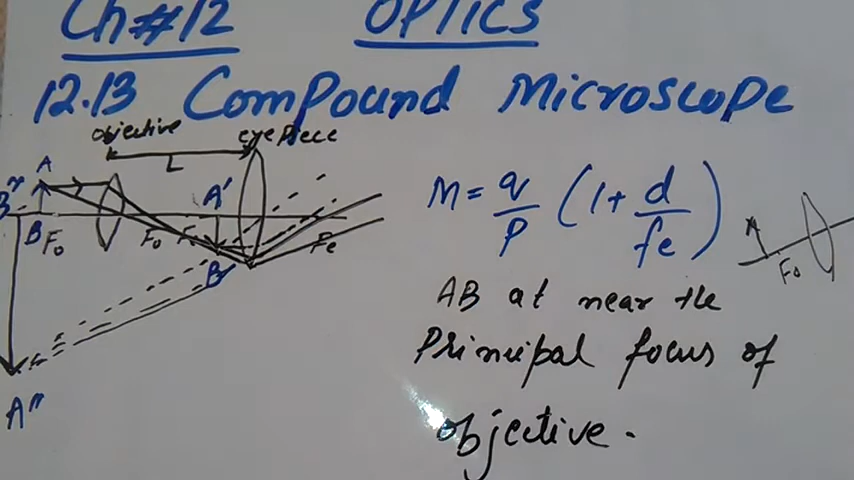 Ch#12 OPTICS
12.13 Compound Microscope
objective eyepiece
L
A A'
B" B Fo Fo Fe Fe
B'
A"
M = q/p (1 + d/fe)
A Fo
AB at near the
Principal focus of
objective.